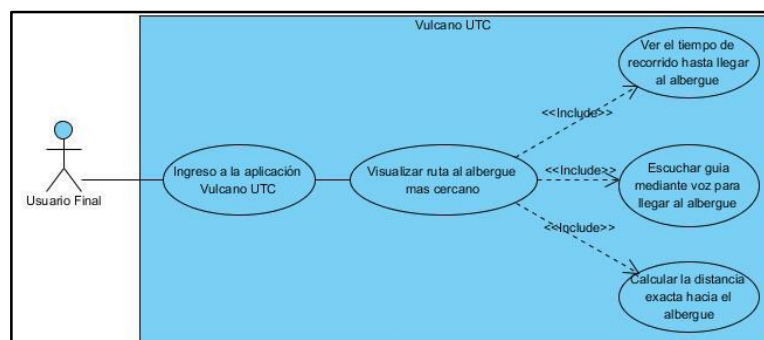 Vulcano UTC
Ver el tiempo de
recorrido hasta llegar
al albergue
<<Include>>
Usuario Final
Ingreso a la aplicación
Vulcano UTC
Visualizar ruta al albergue
mas cercano
<<Include>>
Escuchar guia
mediante voz para
llegar al albergue
<<Include>>
Calcular la distancia
exacta hacia el
albergue